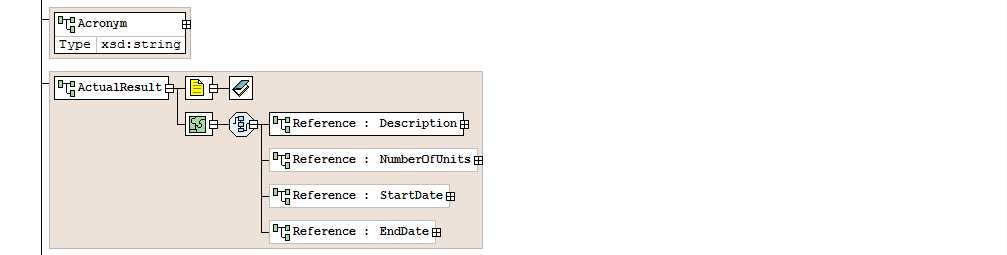 Acronym
Type xsd:string
ActualResult
Reference : Description
Reference : NumberOfUnits
Reference : StartDate
Reference : EndDate